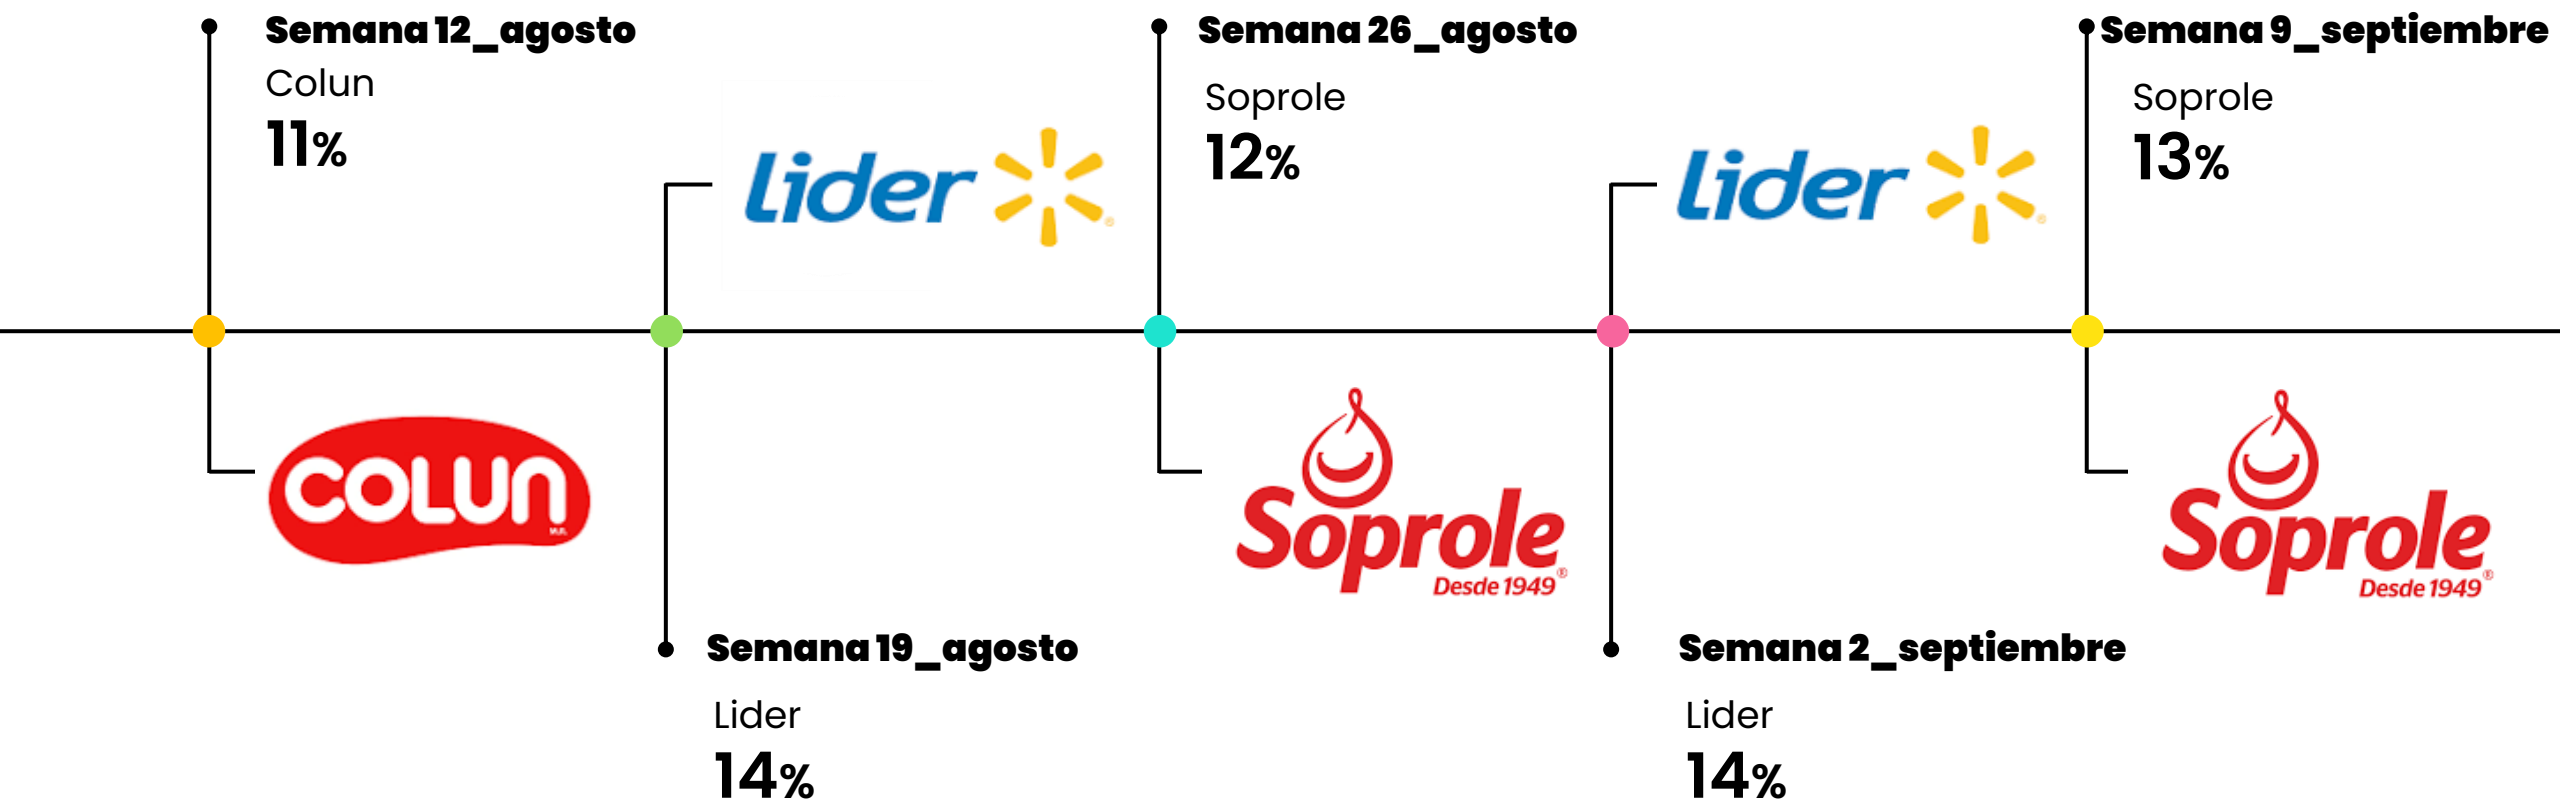 Semana 12_agosto
Colun
11%
COLUN
M.R.
lider
®
Semana 19_agosto
Lider
14%
Semana 26_agosto
Soprole
12%
Soprole
Desde 1949®
lider
®
Semana 2_septiembre
Lider
14%
Semana 9_septiembre
Soprole
13%
Soprole
Desde 1949®